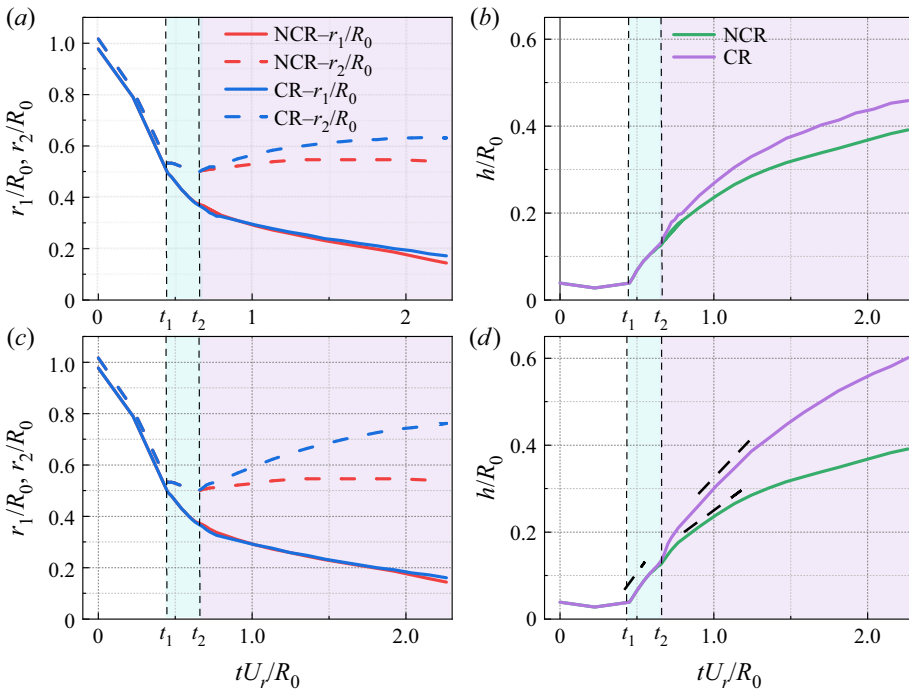 (a)
r₁/R₀, r₂/R₀
1.0
0.8
0.6
0.4
0.2
0
NCR–r₁/R₀
NCR–r₂/R₀
CR–r₁/R₀
CR–r₂/R₀
0 t₁ t₂ 1 2
(b)
h/R₀
0.6
0.4
0.2
0
NCR
CR
0 t₁ t₂ 1.0 2.0
(c)
r₁/R₀, r₂/R₀
1.0
0.8
0.6
0.4
0.2
0
0 t₁ t₂ 1.0 2.0
tUᵣ/R₀
(d)
h/R₀
0.6
0.4
0.2
0
0 t₁ t₂ 1.0 2.0
tUᵣ/R₀